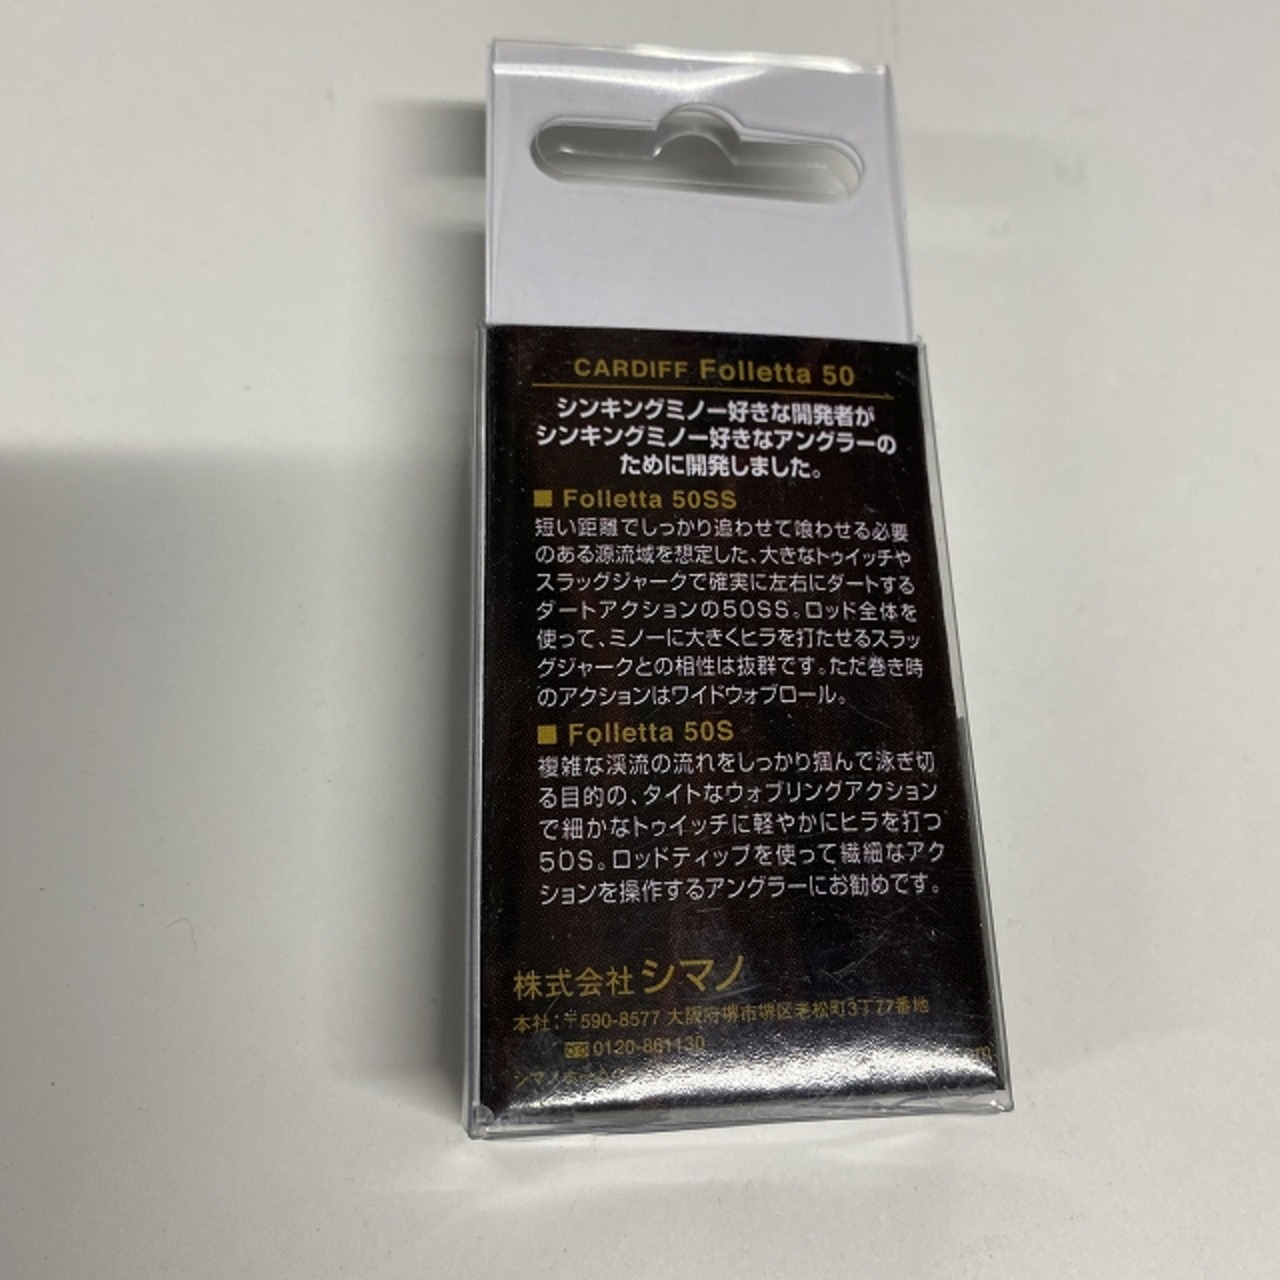 CARDIFF Folletta 50
シンキングミノー好きな開発者が
シンキングミノー好きなアングラーの
ために開発しました。
■ Folletta 50SS
短い距離でしっかり追わせて喰わせる必要
のある源流域を想定した、大きなトゥイッチや
スラッグジャークで確実に左右にダートする
ダートアクションの50SS。ロッド全体を
使って、ミノーに大きくヒラを打たせるスラッ
グジャークとの相性は抜群です。ただ巻き時
のアクションはワイドウォブロール。
■ Folletta 50S
複雑な渓流の流れをしっかり掴んで泳ぎ切
る目的の、タイトなウォブリングアクション
で細かなトゥイッチに軽やかにヒラを打つ
50S。ロッドティップを使って繊細なアク
ションを操作するアングラーにお勧めです。
株式会社 シマノ
本社:〒590-8577 大阪府堺市堺区老松町3丁77番地
0120-861130
シマノ